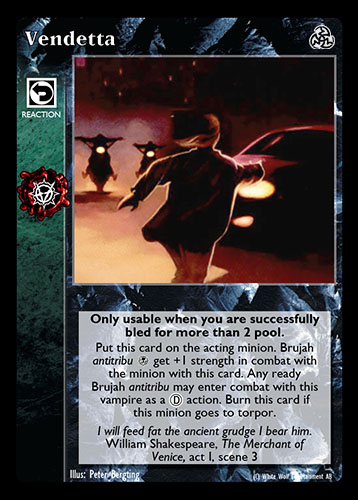 Vendetta
REACTION
Only usable when you are successfully
bled for more than 2 pool.
Put this card on the acting minion. Brujah
antitribu get +1 strength in combat with
the minion with this card. Any ready
Brujah antitribu may enter combat with this
vampire as a Ⓓ action. Burn this card if
this minion goes to torpor.
I will feed fat the ancient grudge I bear him.
William Shakespeare, The Merchant of
Venice, act I, scene 3
Illus: Peter Bergting
(C) White Wolf Entertainment AB